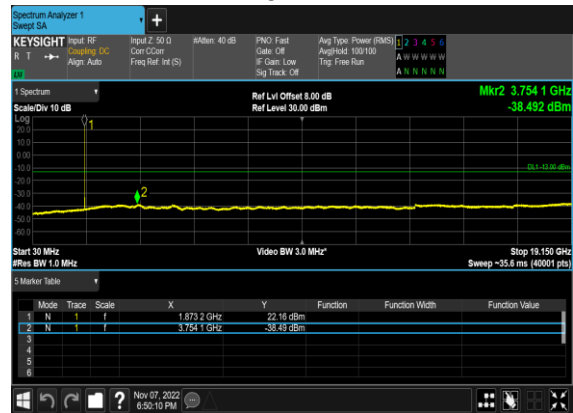 Spectrum Analyzer 1
Swept SA
KEYSIGHT
R T
LXI
Input: RF
Coupling: DC
Align: Auto
Input Z: 50 Ω
Corr CCorr
Freq Ref: Int (S)
#Atten: 40 dB
PNO: Fast
Gate: Off
IF Gain: Low
Sig Track: Off
Avg Type: Power (RMS)
Avg|Hold: 100/100
Trig: Free Run
1 2 3 4 5 6
A W W W W W
A N N N N N
1 Spectrum
Scale/Div 10 dB
Ref Lvl Offset 8.00 dB
Ref Level 30.00 dBm
Mkr2 3.754 1 GHz
-38.492 dBm
Log
20.0
10.0
0.00
-10.0
-20.0
-30.0
-40.0
-50.0
-60.0
1
2
DL1 -13.00 dBm
Start 30 MHz
#Res BW 1.0 MHz
Video BW 3.0 MHz*
Stop 19.150 GHz
Sweep ~35.6 ms (40001 pts)
5 Marker Table
Mode Trace Scale X Y Function Function Width Function Value
1 N 1 f 1.873 2 GHz 22.16 dBm
2 N 1 f 3.754 1 GHz -38.49 dBm
3
4
5
6
Nov 07, 2022
6:50:10 PM